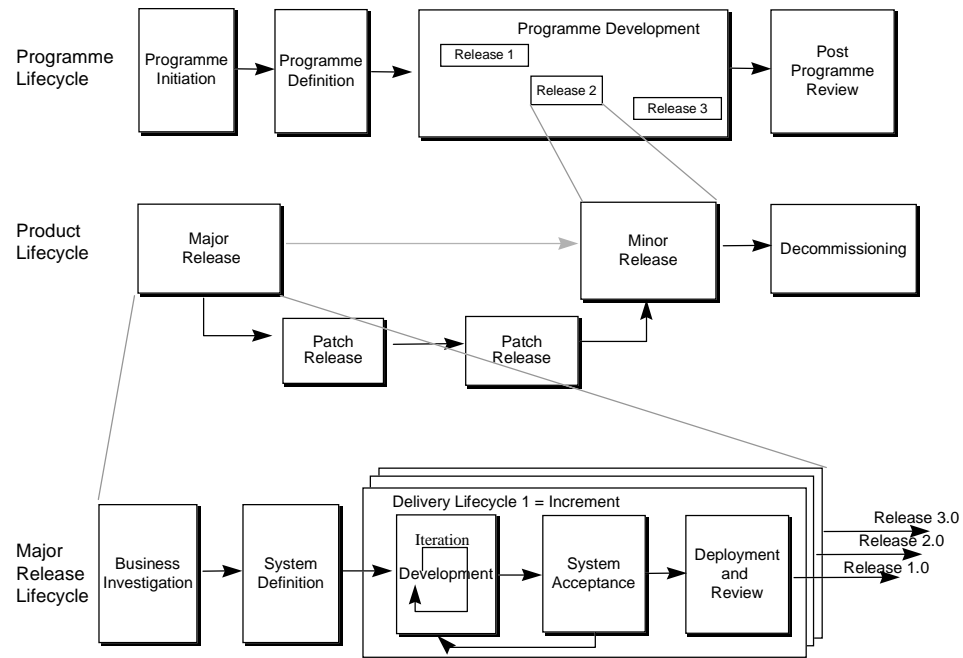 Programme
Lifecycle
Programme
Initiation
Programme
Definition
Programme Development
Release 1
Release 2
Release 3
Post
Programme
Review
Product
Lifecycle
Major
Release
Minor
Release
Decommissioning
Patch
Release
Patch
Release
Major
Release
Lifecycle
Business
Investigation
System
Definition
Delivery Lifecycle 1 = Increment
Iteration
Development
System
Acceptance
Deployment
and
Review
Release 3.0
Release 2.0
Release 1.0